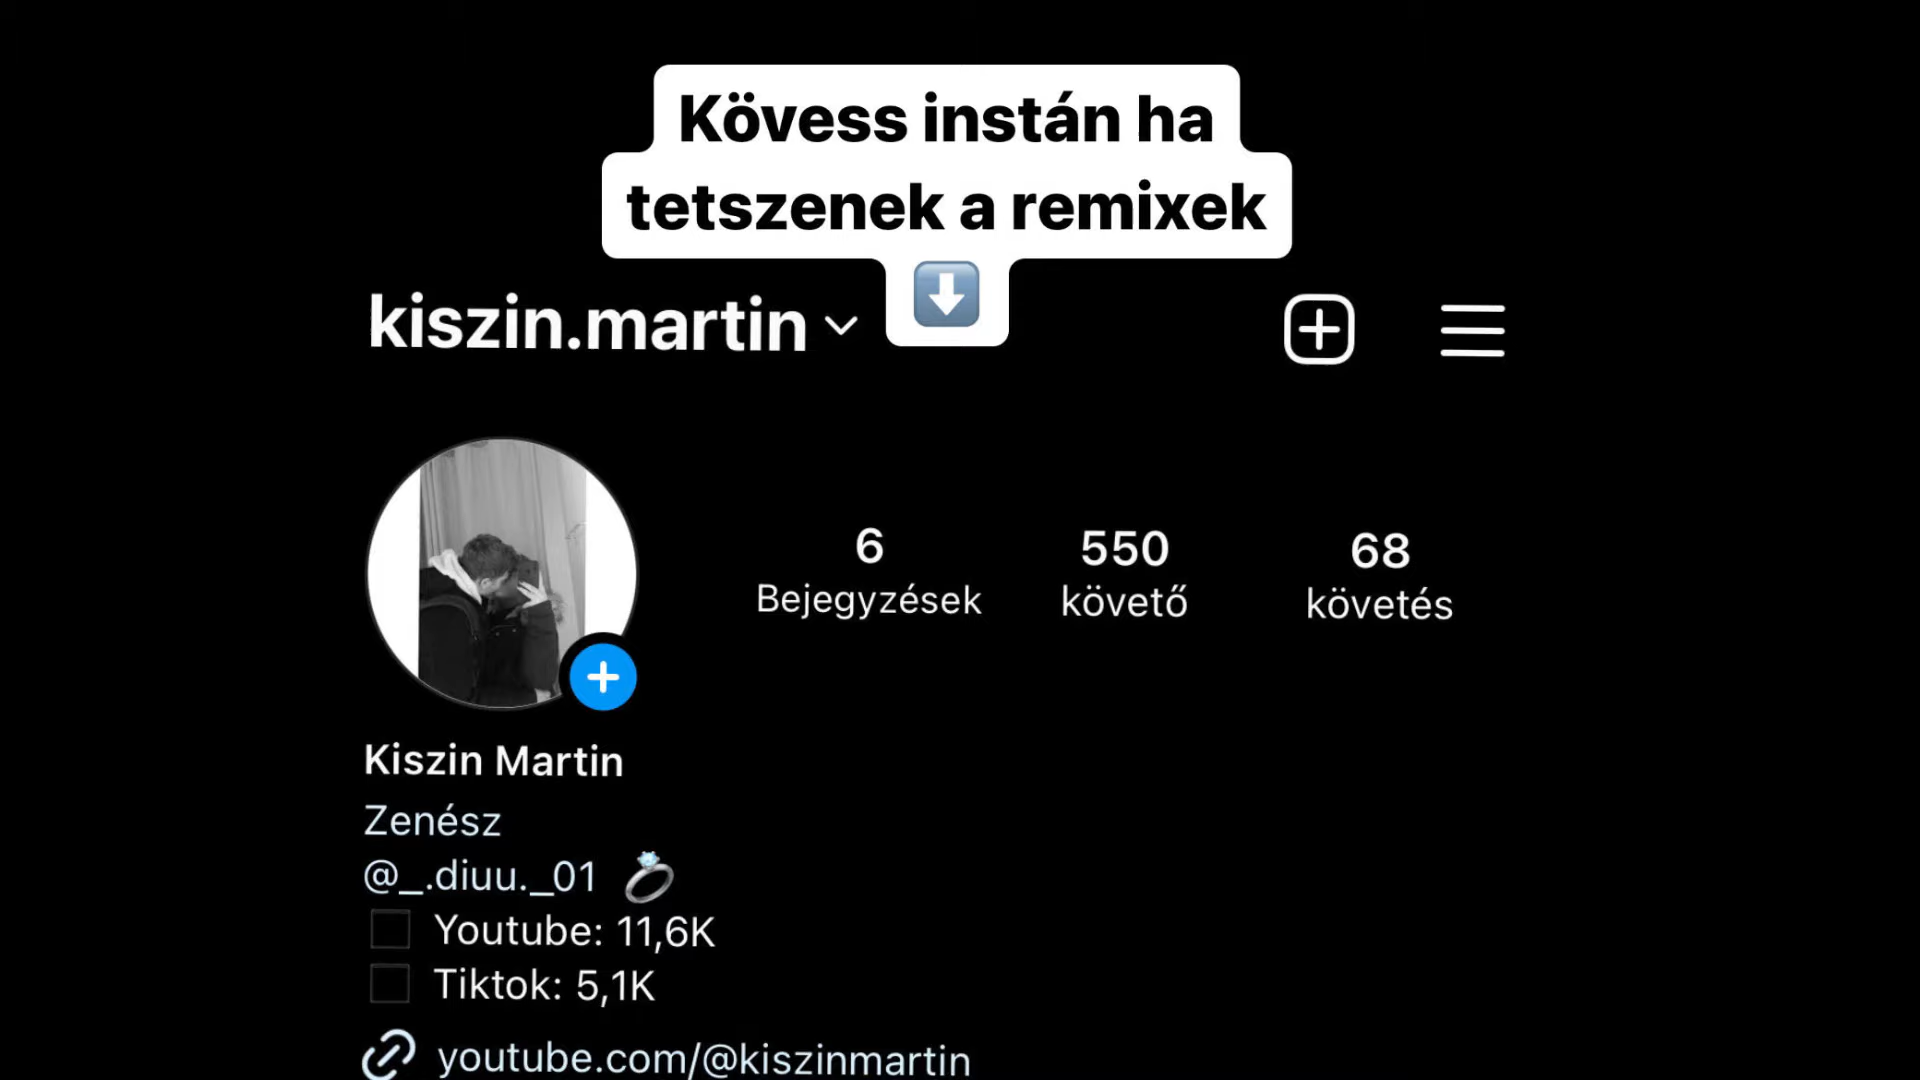 Kövess instán ha
tetszenek a remixek
⬇️
kiszin.martin
6
Bejegyzések
550
követő
68
követés
Kiszin Martin
Zenész
@_.diuu._01 💍
Youtube: 11,6K
Tiktok: 5,1K
youtube.com/@kiszinmartin